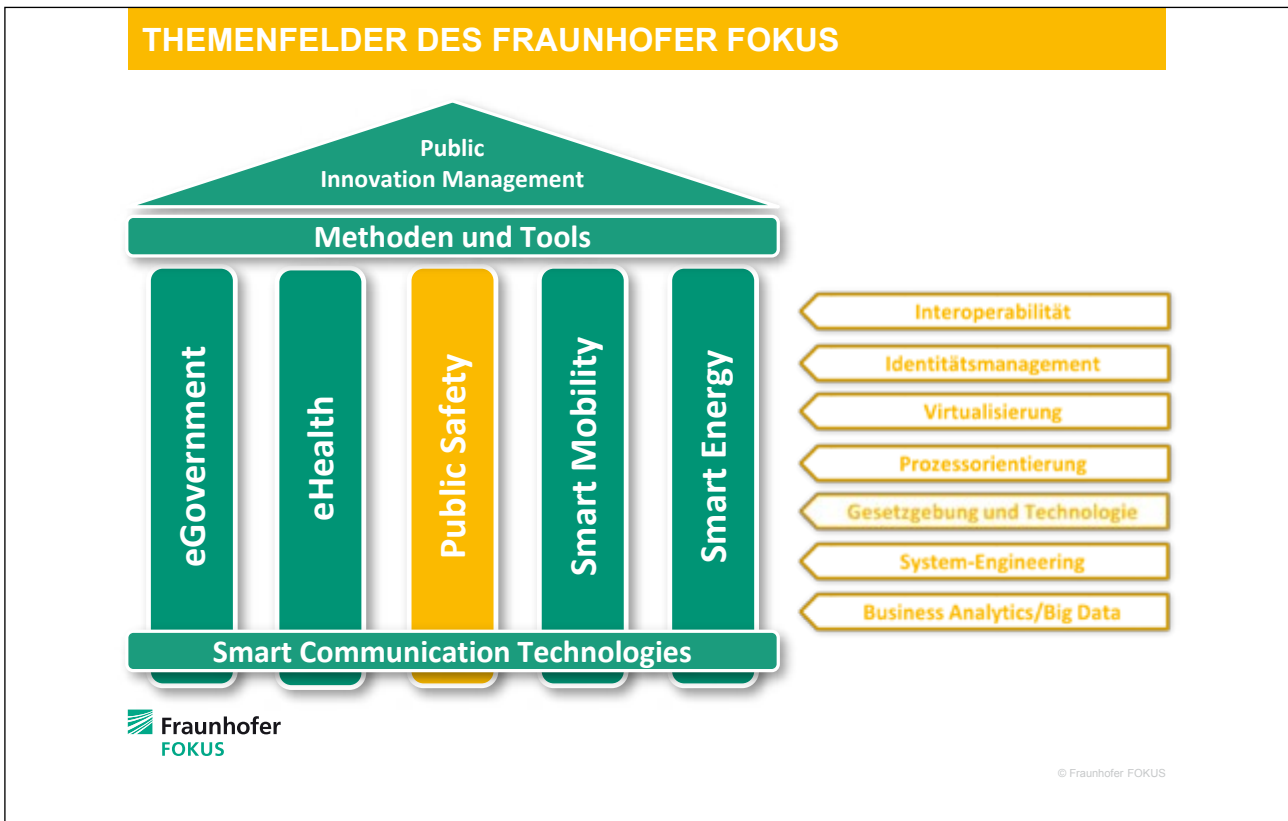 THEMENFELDER DES FRAUNHOFER FOKUS
Public
Innovation Management
Methoden und Tools
eGovernment
eHealth
Public Safety
Smart Mobility
Smart Energy
Interoperabilität
Identitätsmanagement
Virtualisierung
Prozessorientierung
Gesetzgebung und Technologie
System-Engineering
Business Analytics/Big Data
Smart Communication Technologies
Fraunhofer
FOKUS
© Fraunhofer FOKUS